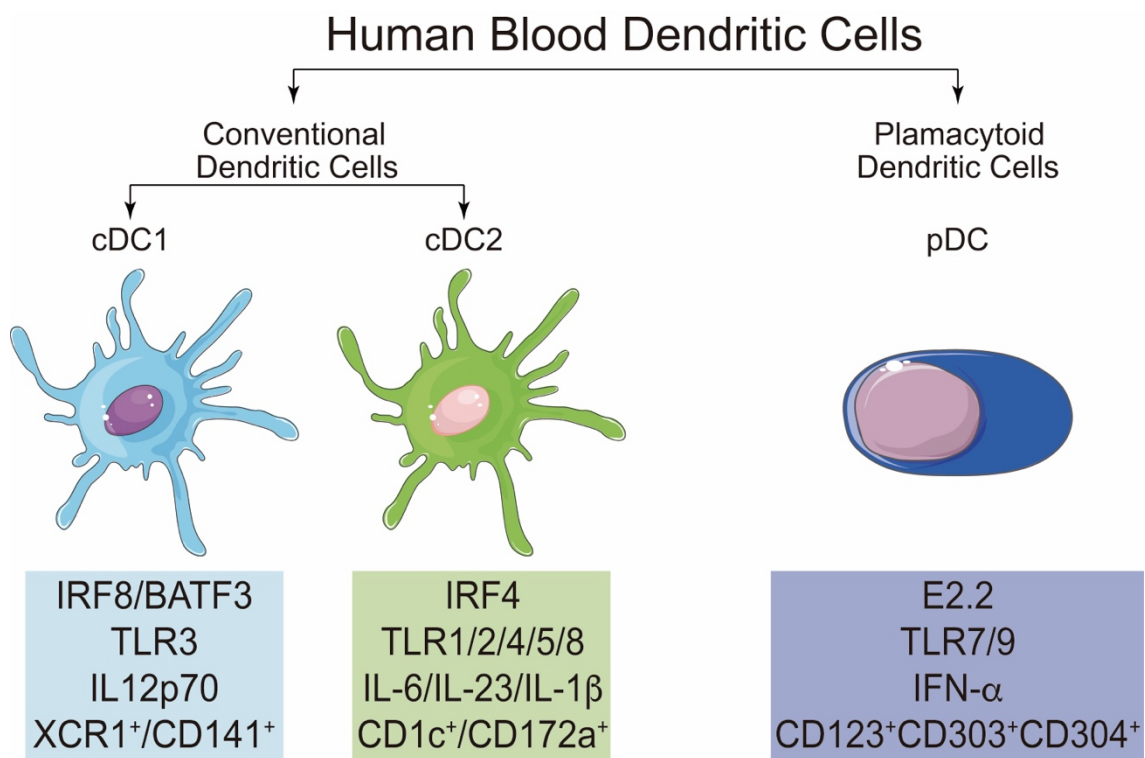 Human Blood Dendritic Cells
Conventional
Dendritic Cells
Plamacytoid
Dendritic Cells
cDC1
cDC2
pDC
IRF8/BATF3
TLR3
IL12p70
XCR1⁺/CD141⁺
IRF4
TLR1/2/4/5/8
IL-6/IL-23/IL-1β
CD1c⁺/CD172a⁺
E2.2
TLR7/9
IFN-α
CD123⁺CD303⁺CD304⁺